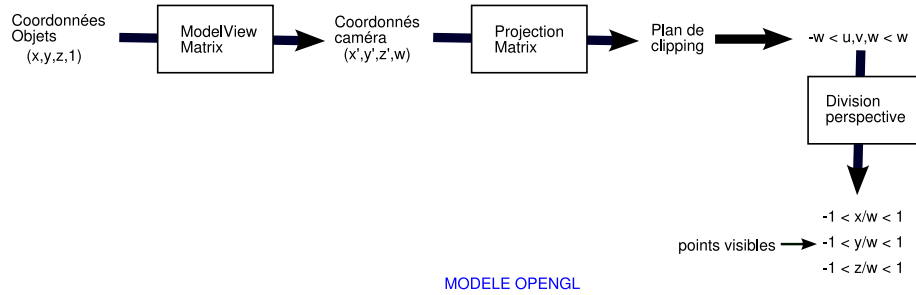 Coordonnées
Objets
(x,y,z,1)
ModelView
Matrix
Coordonnés
caméra
(x',y',z',w)
Projection
Matrix
Plan de
clipping
-w < u,v,w < w
Division
perspective
-1 < x/w < 1
points visibles
-1 < y/w < 1
-1 < z/w < 1
MODELE OPENGL